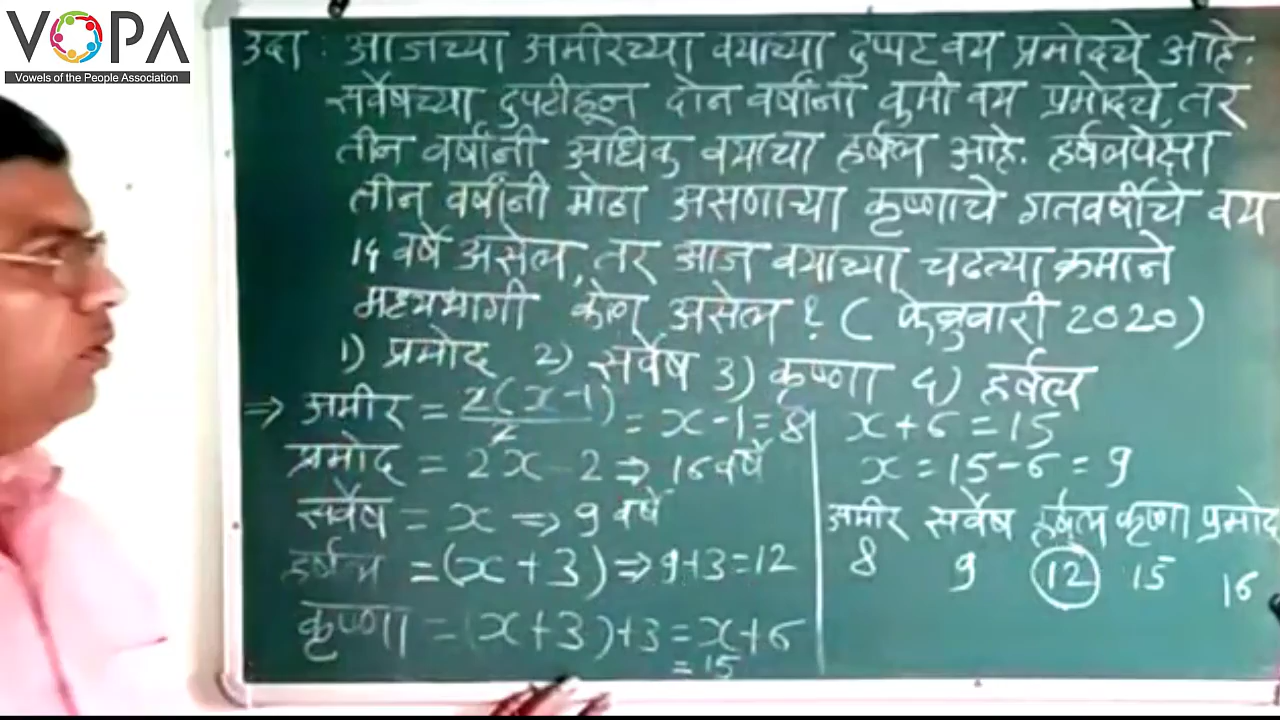 VOPA
Vowels of the People Association
उदा : आजच्या अमीरच्या वयाच्या दुप्पट वय प्रमोदचे आहे.
सर्वेषच्या दुपटीहून दोन वर्षांनी कमी वय प्रमोदचे, तर
तीन वर्षांनी अधिक वयाचा हर्षल आहे. हर्षलपेक्षा
तीन वर्षांनी मोठा असणाऱ्या कृष्णाचे गतवर्षीचे वय
14 वर्षे असेल, तर आज वयाच्या चढत्या क्रमाने
मध्यभागी कोण असेल ? ( फेब्रुवारी 2020)
1) प्रमोद 2) सर्वेष 3) कृष्णा 4) हर्षल
⇒ अमीर = 2(x-1)/2 = x-1=8
प्रमोद = 2x-2 ⇒ 16 वर्षे
सर्वेष = x ⇒ 9 वर्षे
हर्षल =(x+3)⇒9+3=12
कृष्णा =(x+3)+3=x+6
=15
x+6=15
x=15-6=9
अमीर सर्वेष हर्षल कृष्णा प्रमोद
8 9 12 15 16